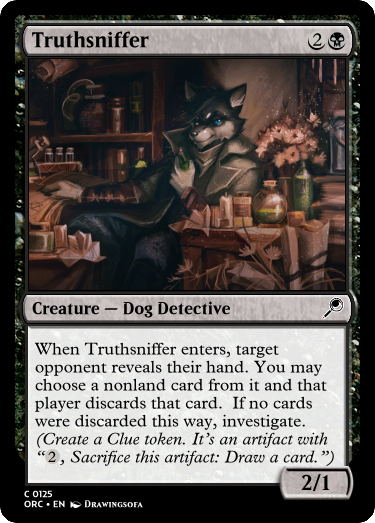 Truthsniffer 2
Creature — Dog Detective
When Truthsniffer enters, target
opponent reveals their hand. You may
choose a nonland card from it and that
player discards that card.  If no cards
were discarded this way, investigate.
(Create a Clue token. It's an artifact with
“2, Sacrifice this artifact: Draw a card.”)
2/1
C 0125
ORC • EN Drawingsofa